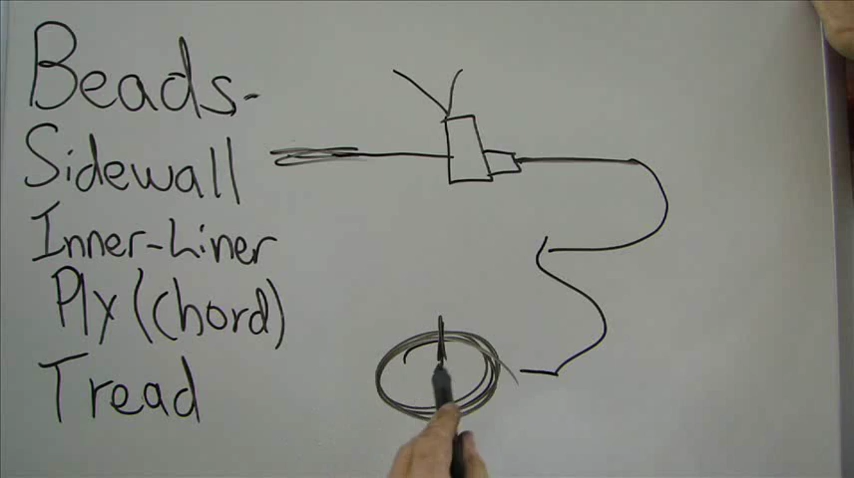 Beads-
Sidewall
Inner-Liner
Ply (chord)
Tread